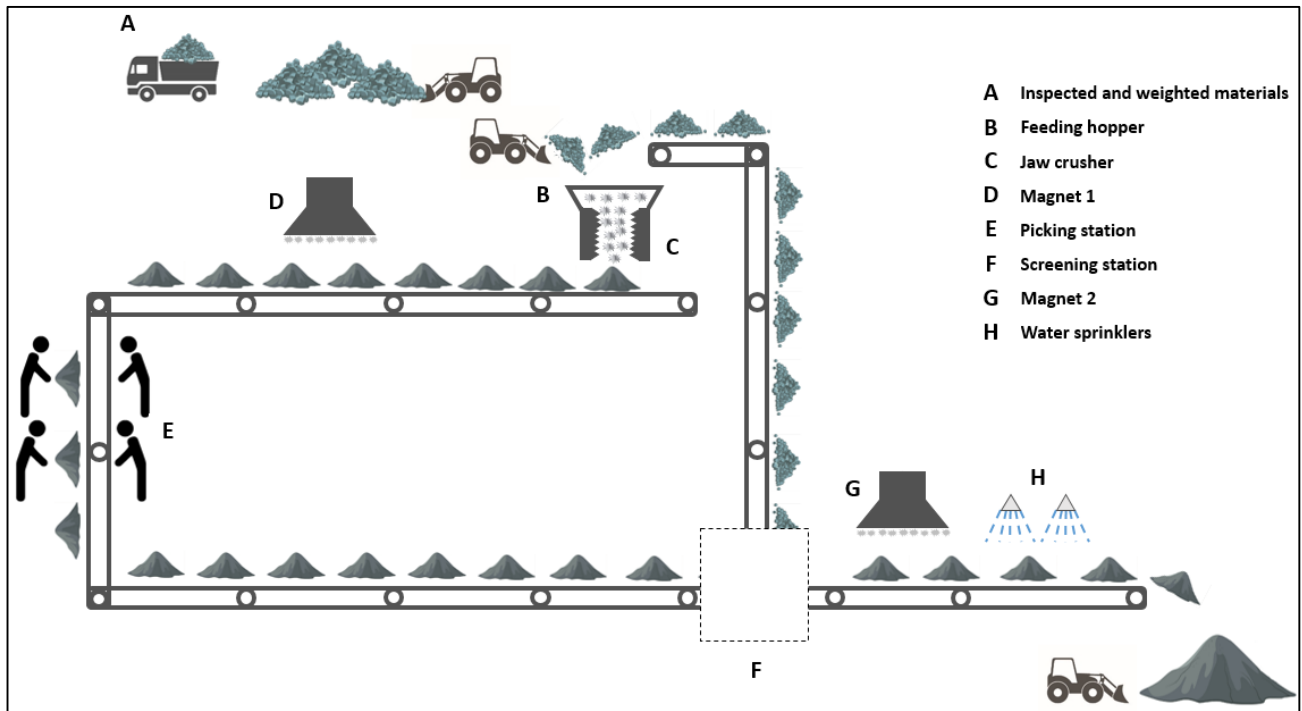 A
D
B
C
E
G
H
F
A Inspected and weighted materials
B Feeding hopper
C Jaw crusher
D Magnet 1
E Picking station
F Screening station
G Magnet 2
H Water sprinklers